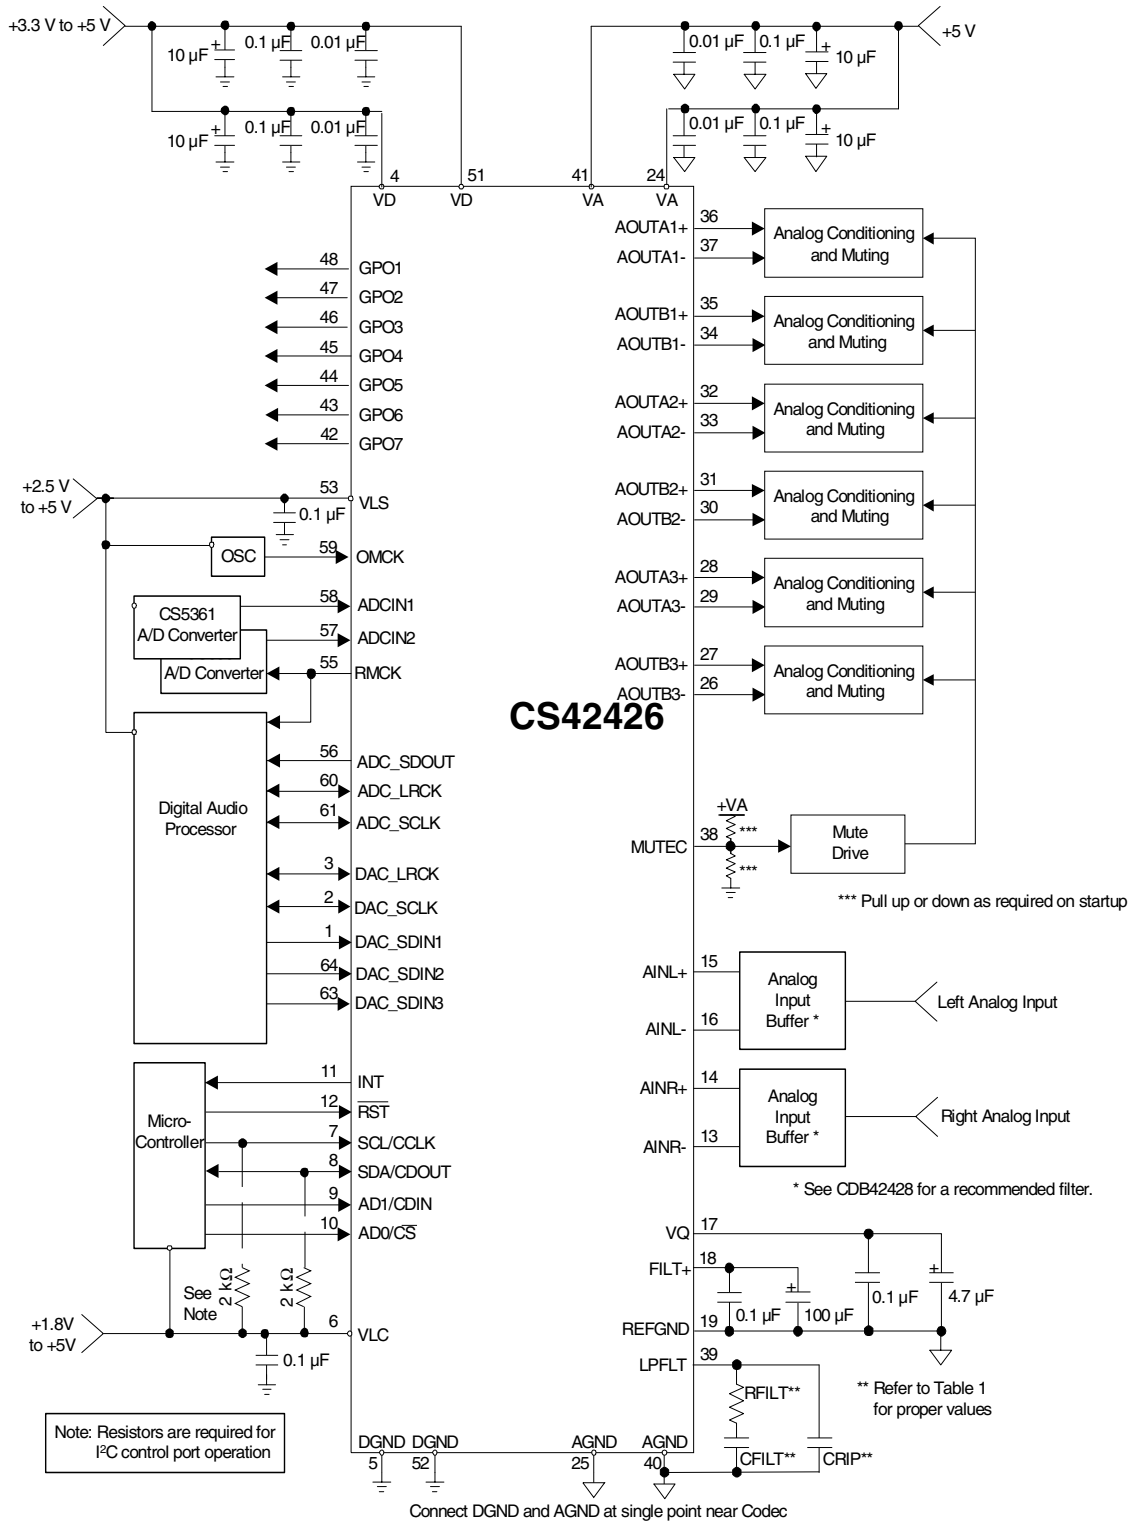 +3.3 V to +5 V
10 µF
+
0.1 µF
0.01 µF
0.01 µF
0.1 µF
+
10 µF
+5 V
10 µF
+
0.1 µF
0.01 µF
0.01 µF
0.1 µF
+
10 µF
4
51
41
24
VD
VD
VA
VA
48
GPO1
47
GPO2
46
GPO3
45
GPO4
44
GPO5
43
GPO6
42
GPO7
+2.5 V
to +5 V
53
VLS
0.1 µF
OSC
59
OMCK
CS5361
A/D Converter
58
ADCIN1
57
ADCIN2
A/D Converter
55
RMCK
Digital Audio
Processor
56
ADC_SDOUT
60
ADC_LRCK
61
ADC_SCLK
3
DAC_LRCK
2
DAC_SCLK
1
DAC_SDIN1
64
DAC_SDIN2
63
DAC_SDIN3
Micro-
Controller
11
INT
12
RST
7
SCL/CCLK
8
SDA/CDOUT
9
AD1/CDIN
10
AD0/CS
See
Note
2 kΩ
2 kΩ
+1.8V
to +5V
6
VLC
0.1 µF
Note: Resistors are required for
I²C control port operation
CS42426
AOUTA1+
36
AOUTA1-
37
Analog Conditioning
and Muting
AOUTB1+
35
AOUTB1-
34
Analog Conditioning
and Muting
AOUTA2+
32
AOUTA2-
33
Analog Conditioning
and Muting
AOUTB2+
31
AOUTB2-
30
Analog Conditioning
and Muting
AOUTA3+
28
AOUTA3-
29
Analog Conditioning
and Muting
AOUTB3+
27
AOUTB3-
26
Analog Conditioning
and Muting
+VA
***
MUTEC
38
***
Mute
Drive
*** Pull up or down as required on startup
AINL+
15
AINL-
16
Analog
Input
Buffer *
Left Analog Input
AINR+
14
AINR-
13
Analog
Input
Buffer *
Right Analog Input
* See CDB42428 for a recommended filter.
VQ
17
FILT+
18
0.1 µF
+
100 µF
0.1 µF
+
4.7 µF
REFGND
19
LPFLT
39
RFILT**
CFILT**
CRIP**
** Refer to Table 1
for proper values
DGND
DGND
AGND
AGND
5
52
25
40
Connect DGND and AGND at single point near Codec